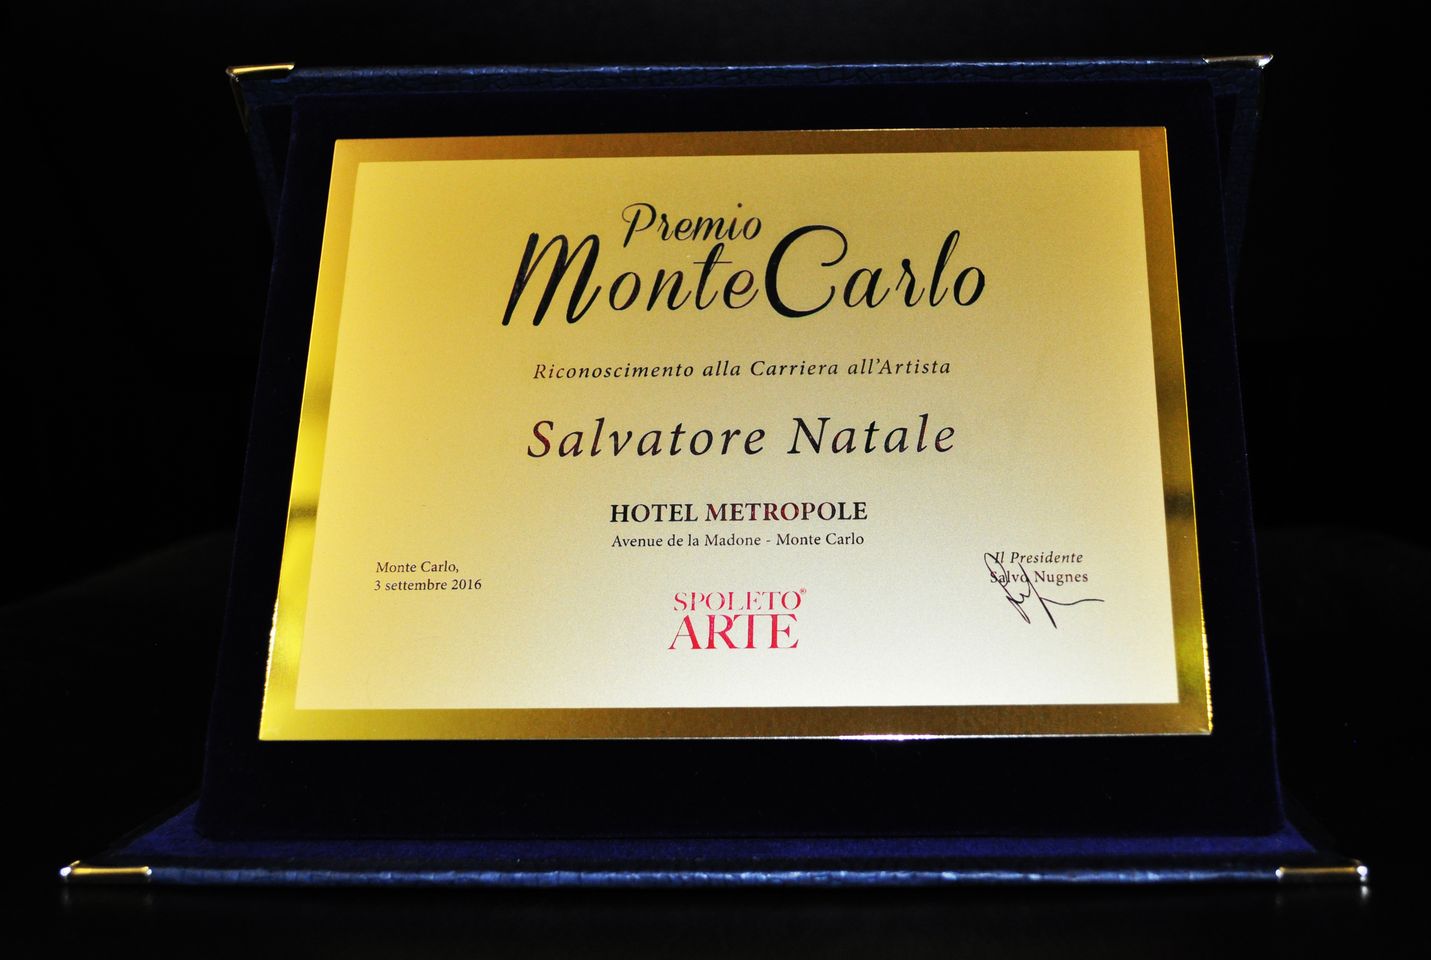 Premio
MonteCarlo
Riconoscimento alla Carriera all'Artista
Salvatore Natale
HOTEL METROPOLE
Avenue de la Madone - Monte Carlo
Monte Carlo,
3 settembre 2016
Il Presidente
Salvo Nugnes
SPOLETO®
ARTE